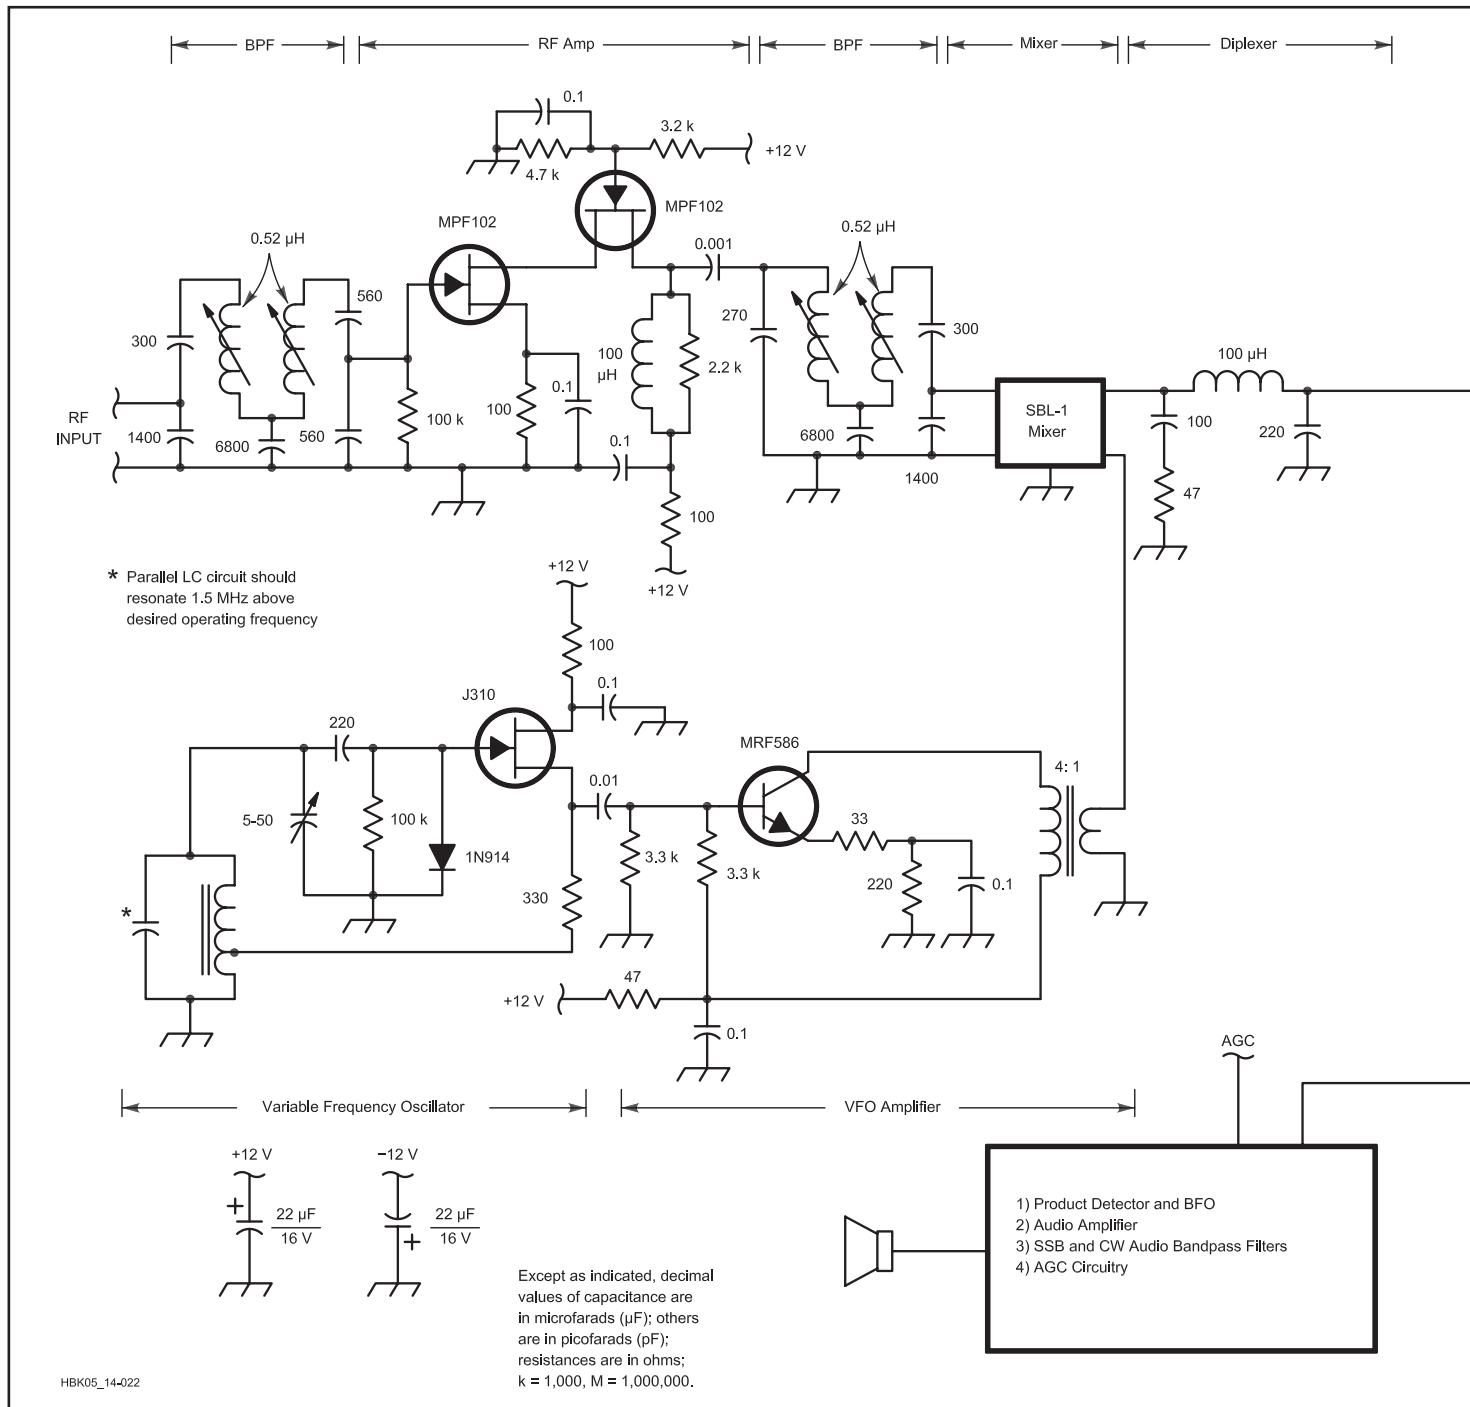 BPF
RF Amp
BPF
Mixer
Diplexer
0.1
3.2 k
+12 V
4.7 k
MPF102
MPF102
0.52 µH
0.001
0.52 µH
560
300
270
300
100 µH
100
µH
2.2 k
RF
INPUT
1400
6800
560
100 k
100
0.1
0.1
6800
1400
SBL-1
Mixer
100
220
47
100
+12 V
* Parallel LC circuit should
resonate 1.5 MHz above
desired operating frequency
+12 V
100
J310
0.1
220
MRF586
4: 1
0.01
5-50
100 k
1N914
33
3.3 k
3.3 k
220
0.1
*
330
47
+12 V
0.1
AGC
Variable Frequency Oscillator
VFO Amplifier
+12 V
−12 V
+
22 µF
16 V
22 µF
16 V
+
1) Product Detector and BFO
2) Audio Amplifier
3) SSB and CW Audio Bandpass Filters
4) AGC Circuitry
Except as indicated, decimal
values of capacitance are
in microfarads (µF); others
are in picofarads (pF);
resistances are in ohms;
k = 1,000, M = 1,000,000.
HBK05_14-022